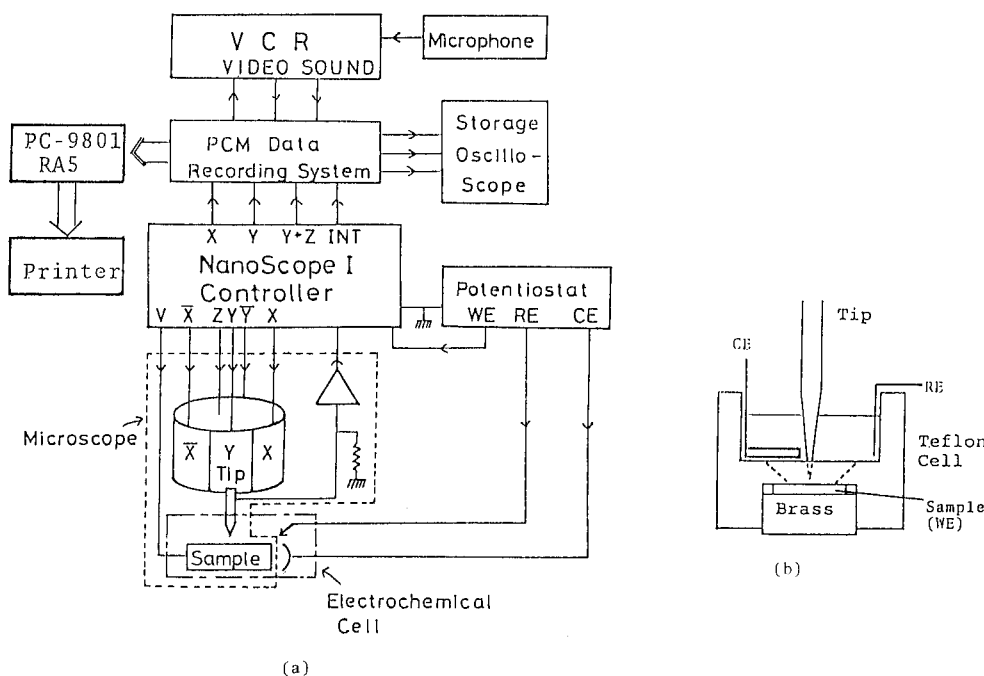 V C R
VIDEO SOUND
Microphone
PCM Data
Recording System
Storage
Oscillo-
Scope
PC-9801
RA5
Printer
X Y Y+Z INT
NanoScope I
Controller
V X̅ Z Y Y̅ X
Potentiostat
WE RE CE
Microscope
X̅ Y X
Tip
Sample
Electrochemical
Cell
(a)
Tip
CE
RE
Teflon
Cell
Brass
Sample
(WE)
(b)